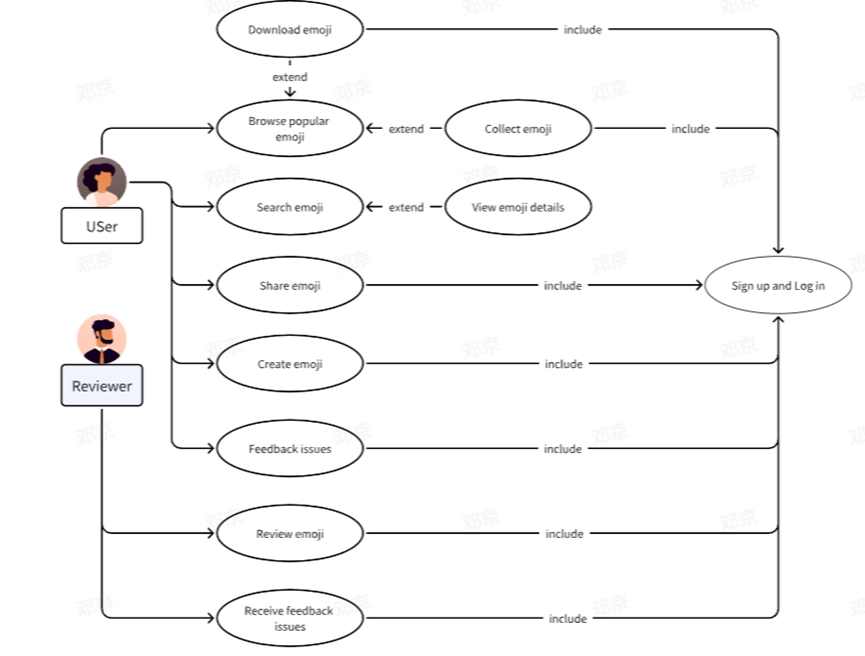 Download emoji
include
extend
Browse popular
emoji
extend
Collect emoji
include
USer
Search emoji
extend
View emoji details
Share emoji
include
Sign up and Log in
Reviewer
Create emoji
include
Feedback issues
include
Review emoji
include
Receive feedback
issues
include
邓京